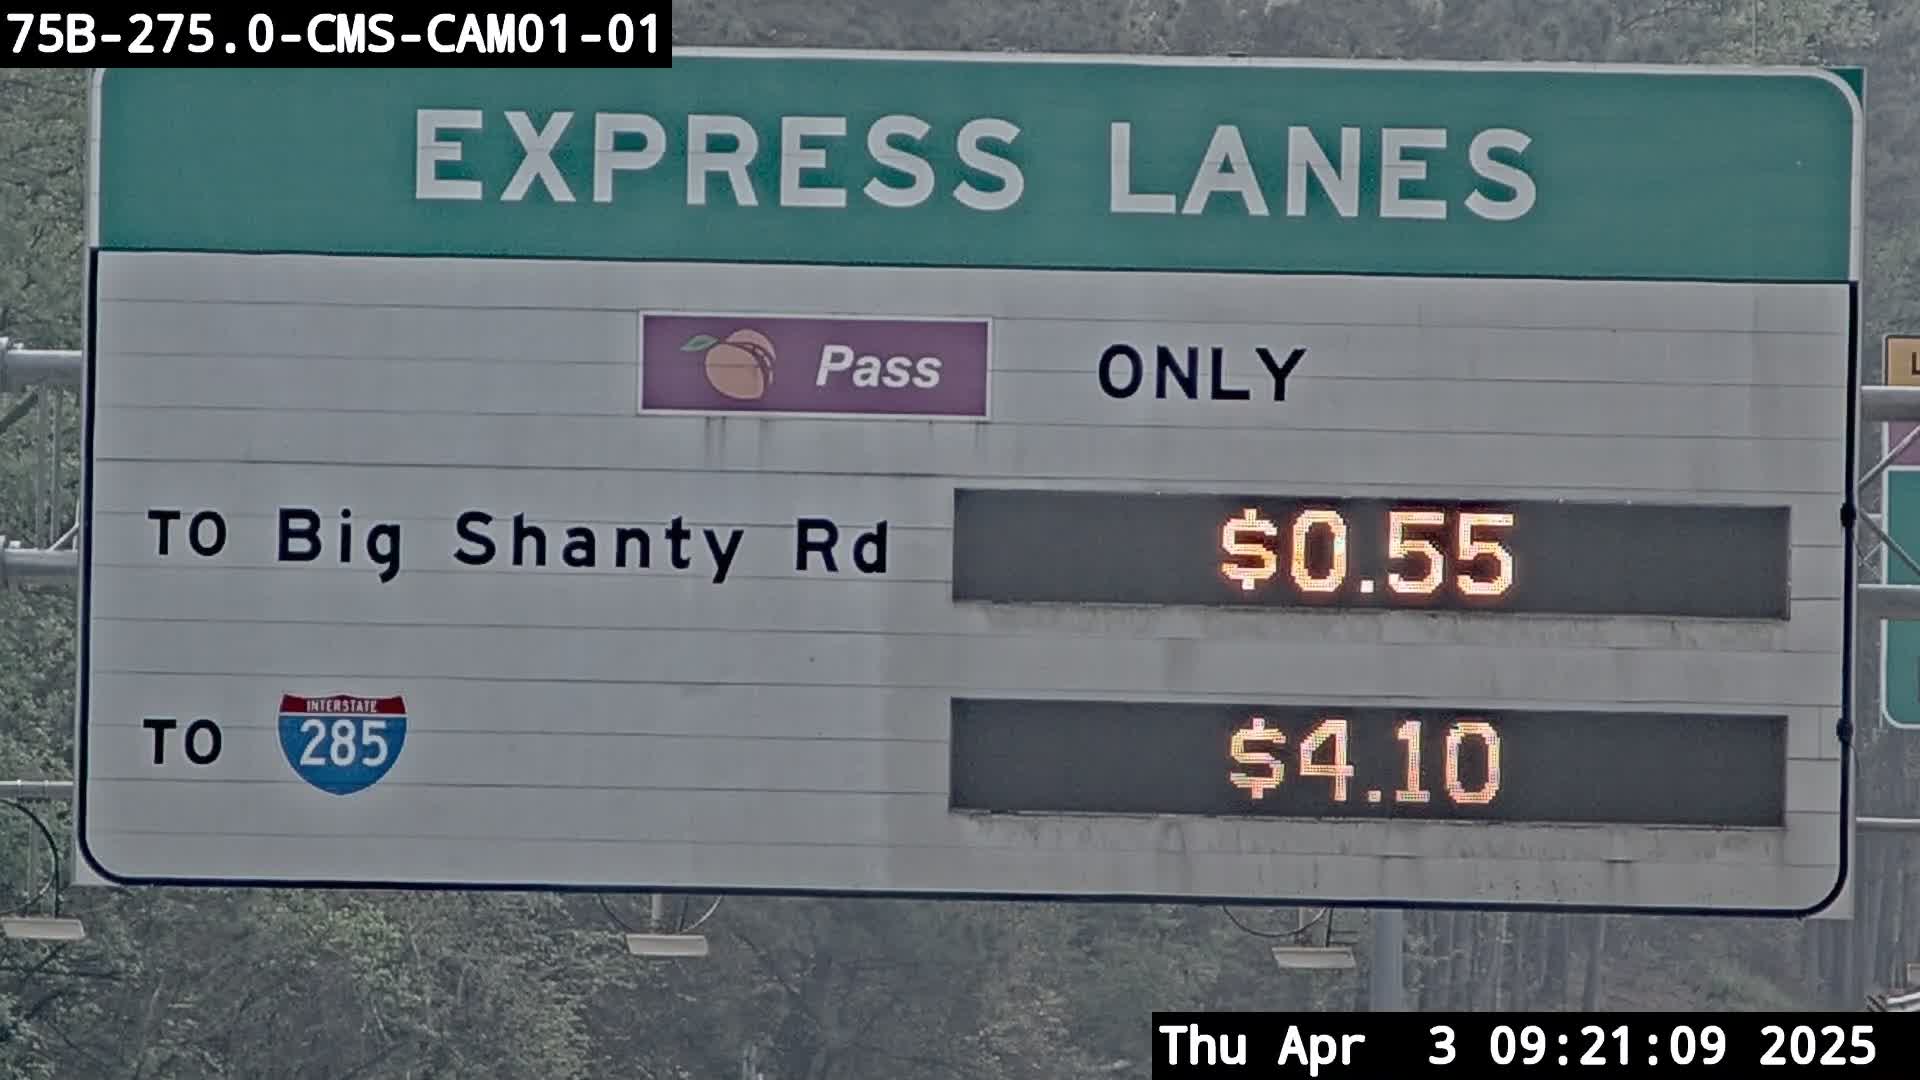 75B-275.0-CMS-CAM01-01
EXPRESS LANES
Pass ONLY
TO Big Shanty Rd $0.55
TO INTERSTATE 285 $4.10
Thu Apr 3 09:21:09 2025